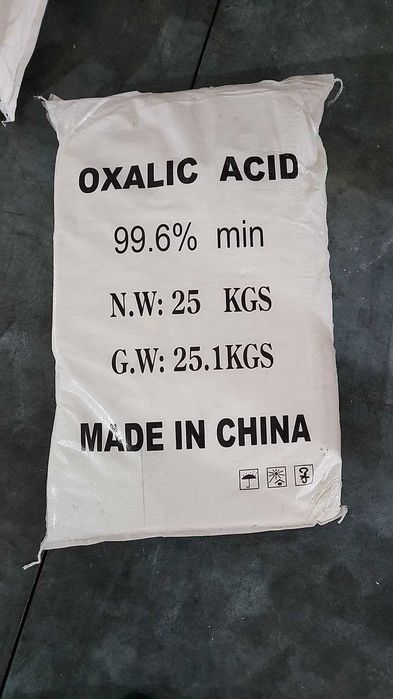 OXALIC ACID
99.6% min
N.W: 25 KGS
G.W: 25.1KGS
MADE IN CHINA